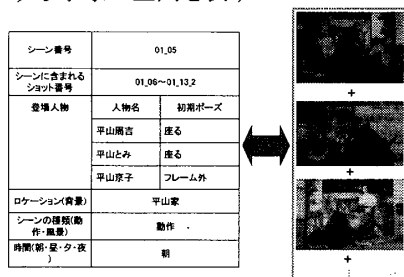 シーン番号 01_05
シーンに含まれる
ショット番号 01_06～01_13_2
登場人物 人物名 初期ポーズ
平山周吉 座る
平山とみ 座る
平山京子 フレーム外
ロケーション(背景) 平山家
シーンの種類(動
作・風景) 動作 -
時間(朝・昼・夕・夜
) 朝
+
+
+